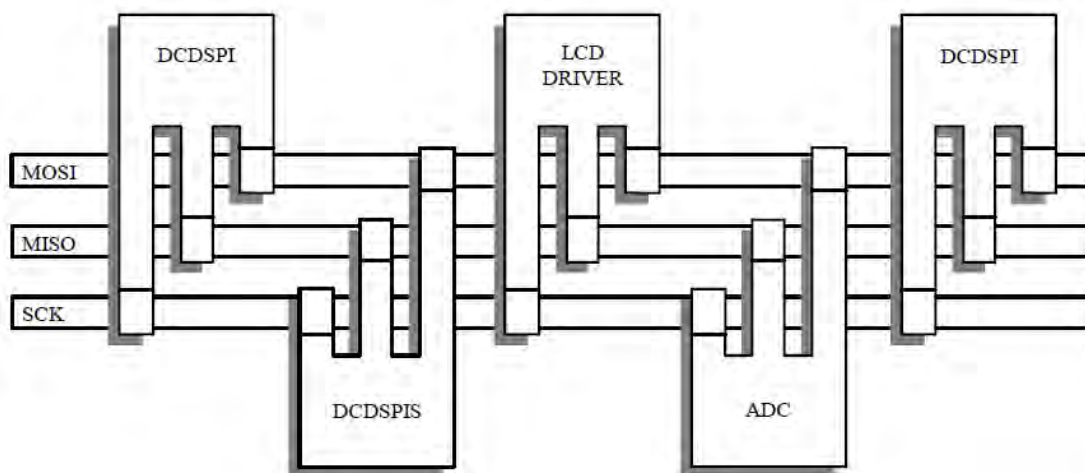 DCDSPI
LCD
DRIVER
DCDSPI
MOSI
MISO
SCK
DCDSPIS
ADC